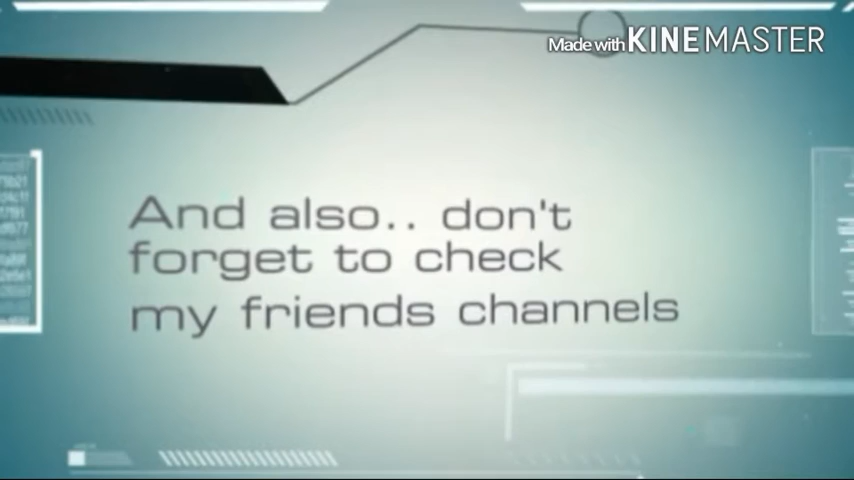 Made with KINEMASTER
And also.. don't
forget to check
my friends channels